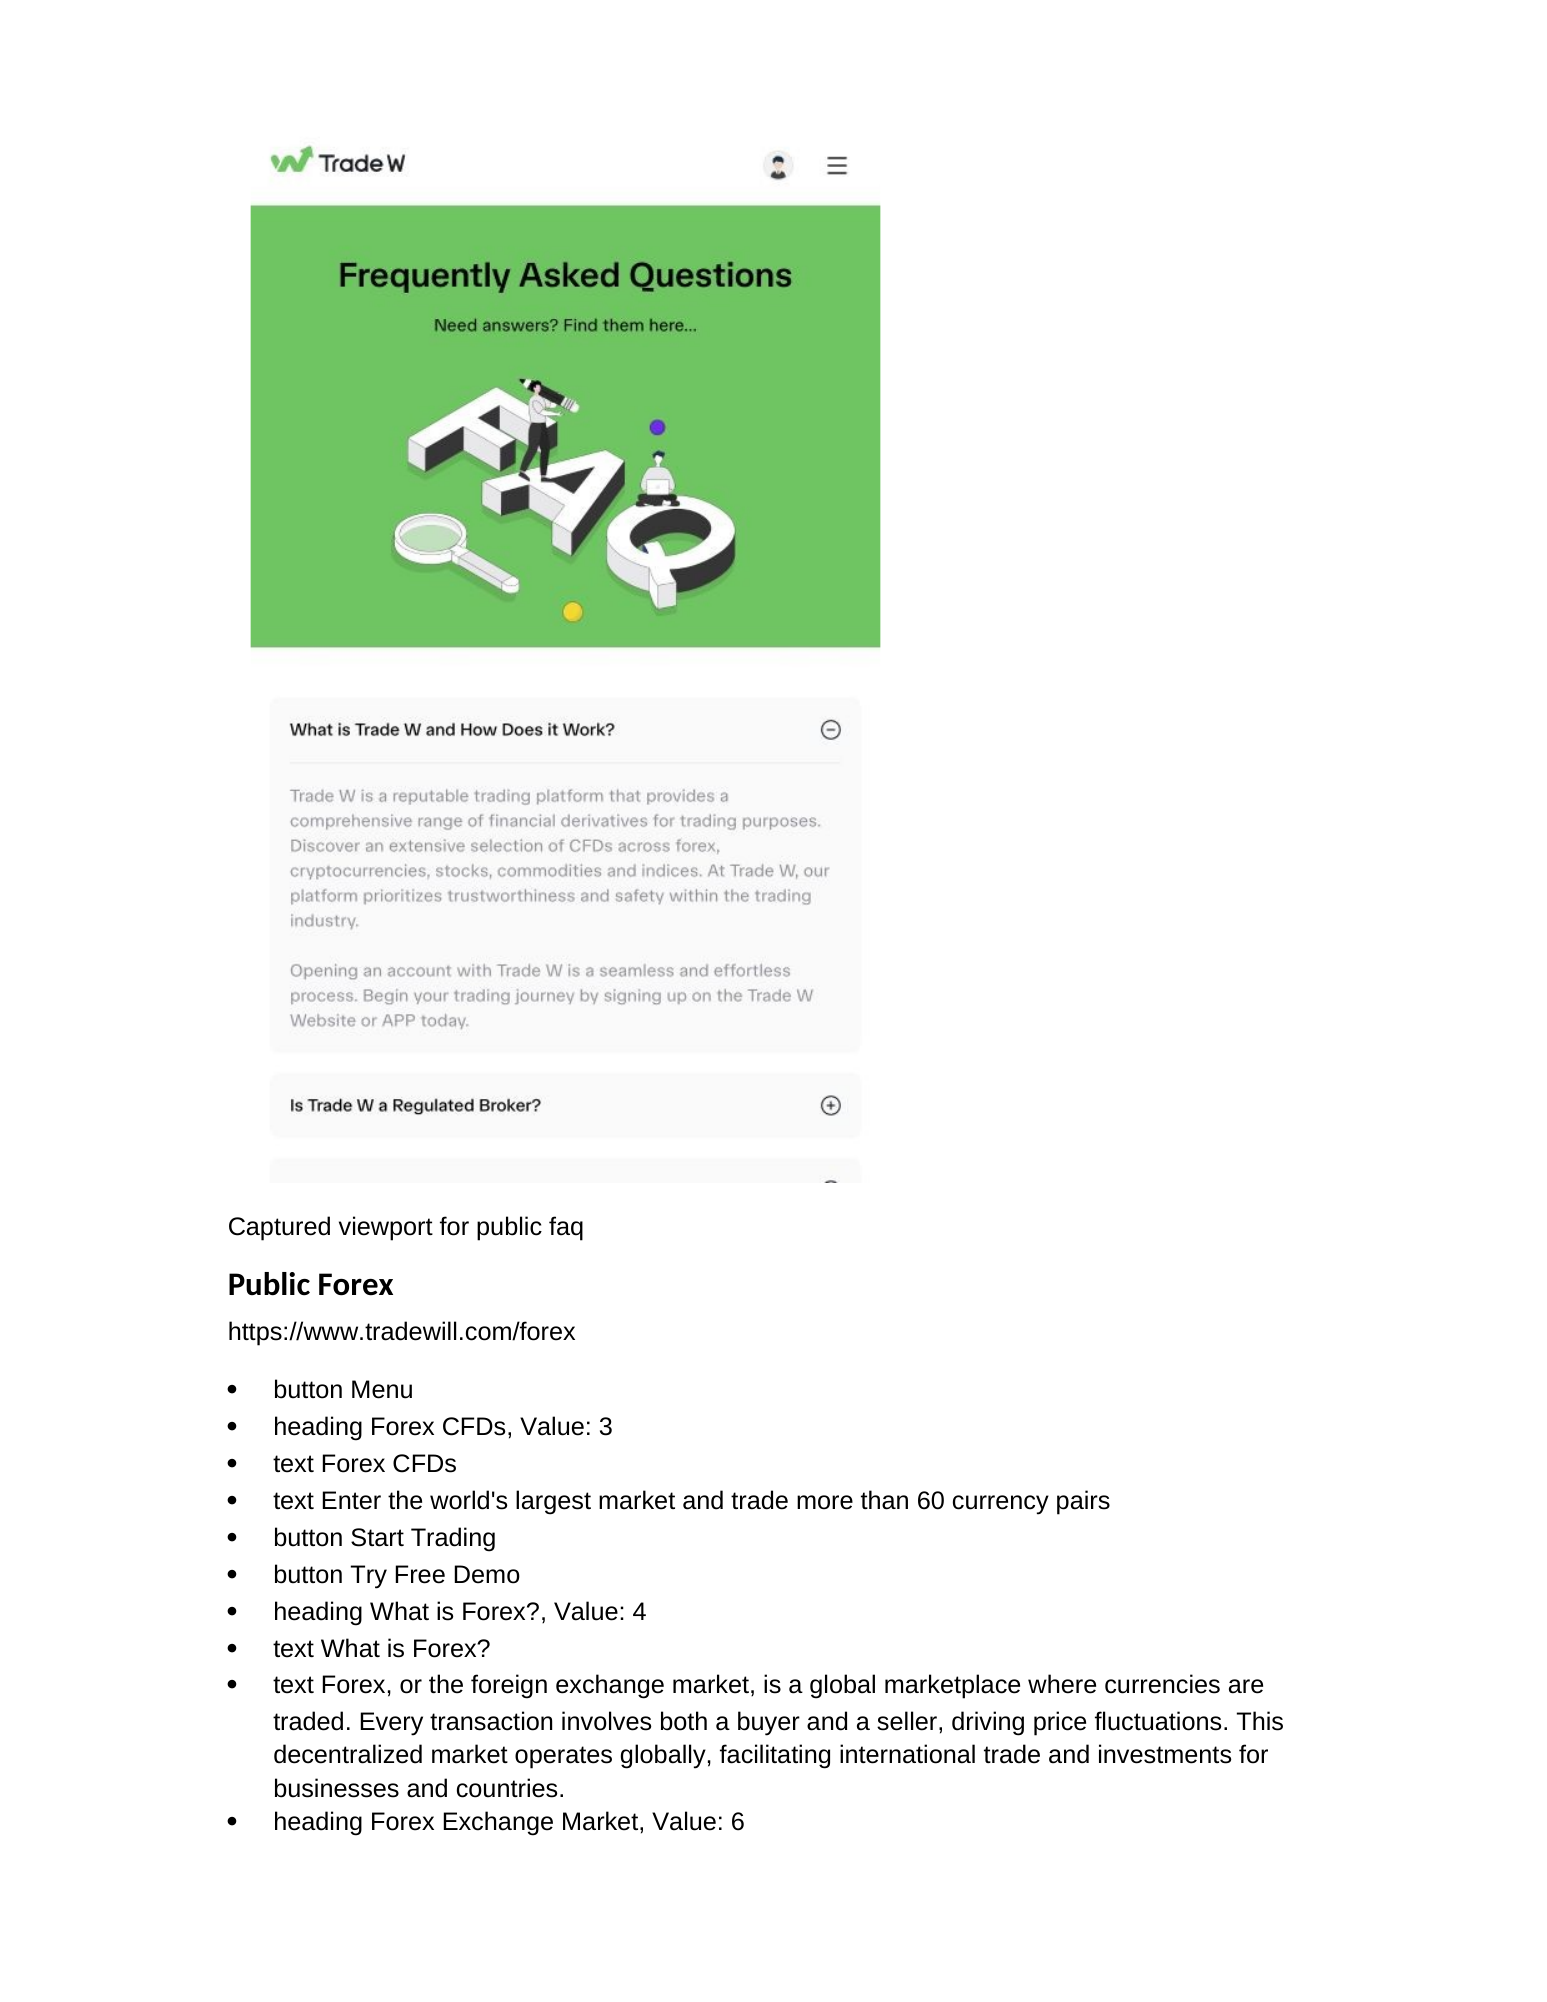 Trade W
Frequently Asked Questions
Need answers? Find them here...
FAQ
What is Trade W and How Does it Work?
Trade W is a reputable trading platform that provides a
comprehensive range of financial derivatives for trading purposes.
Discover an extensive selection of CFDs across forex,
cryptocurrencies, stocks, commodities and indices. At Trade W, our
platform prioritizes trustworthiness and safety within the trading
industry.
Opening an account with Trade W is a seamless and effortless
process. Begin your trading journey by signing up on the Trade W
Website or APP today.
Is Trade W a Regulated Broker?
Captured viewport for public faq
Public Forex
https://www.tradewill.com/forex
• button Menu
• heading Forex CFDs, Value: 3
• text Forex CFDs
• text Enter the world's largest market and trade more than 60 currency pairs
• button Start Trading
• button Try Free Demo
• heading What is Forex?, Value: 4
• text What is Forex?
• text Forex, or the foreign exchange market, is a global marketplace where currencies are
traded. Every transaction involves both a buyer and a seller, driving price fluctuations. This
decentralized market operates globally, facilitating international trade and investments for
businesses and countries.
• heading Forex Exchange Market, Value: 6